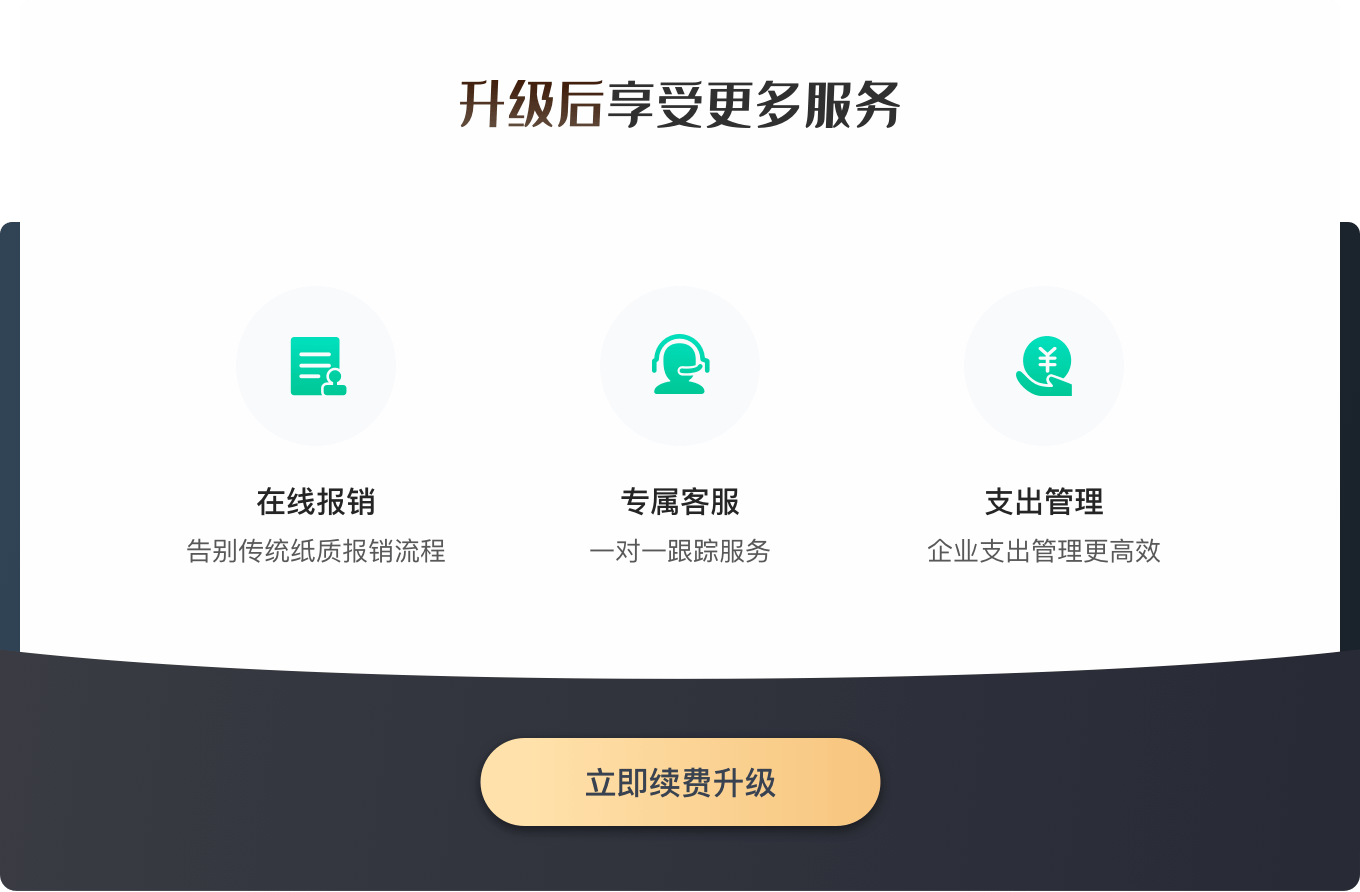 升级后享受更多服务
在线报销
告别传统纸质报销流程
专属客服
一对一跟踪服务
支出管理
企业支出管理更高效
立即续费升级